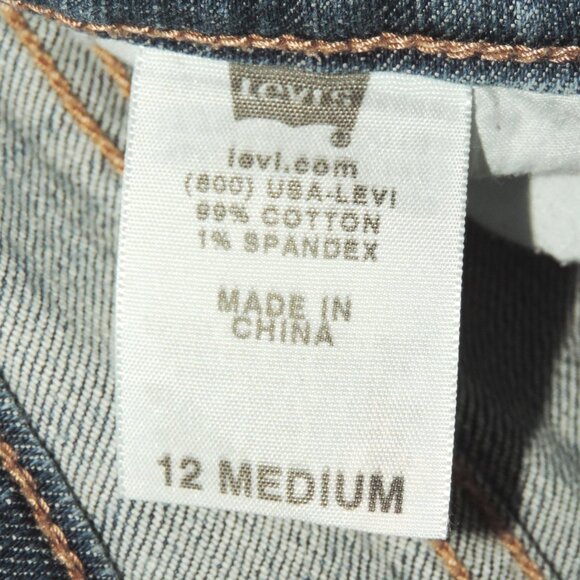 Levi's
®
levi.com
(800) USA-LEVI
99% COTTON
1% SPANDEX
MADE IN
CHINA
12 MEDIUM